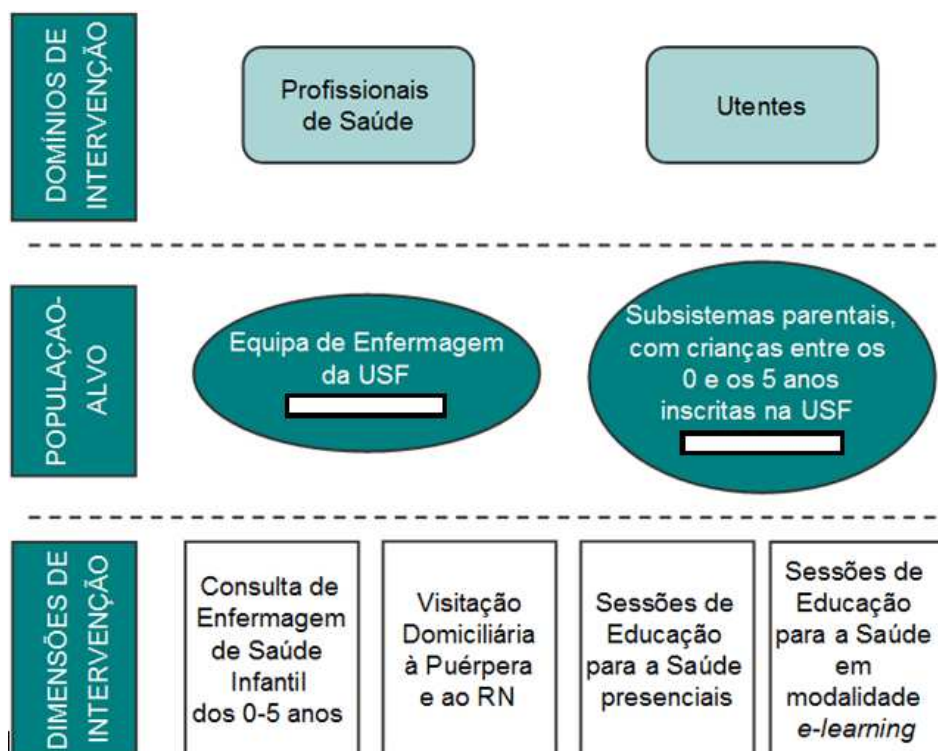 DOMÍNIOS DE
INTERVENÇÃO
Profissionais
de Saúde
Utentes
POPULAÇAO-
ALVO
Equipa de Enfermagem
da USF
Subsistemas parentais,
com crianças entre os
0 e os 5 anos
inscritas na USF
DIMENSÕES DE
INTERVENÇÃO
Consulta de
Enfermagem
de Saúde
Infantil
dos 0-5 anos
Visitação
Domiciliária
à Puérpera
e ao RN
Sessões de
Educação
para a Saúde
presenciais
Sessões de
Educação
para a Saúde
em
modalidade
e-learning